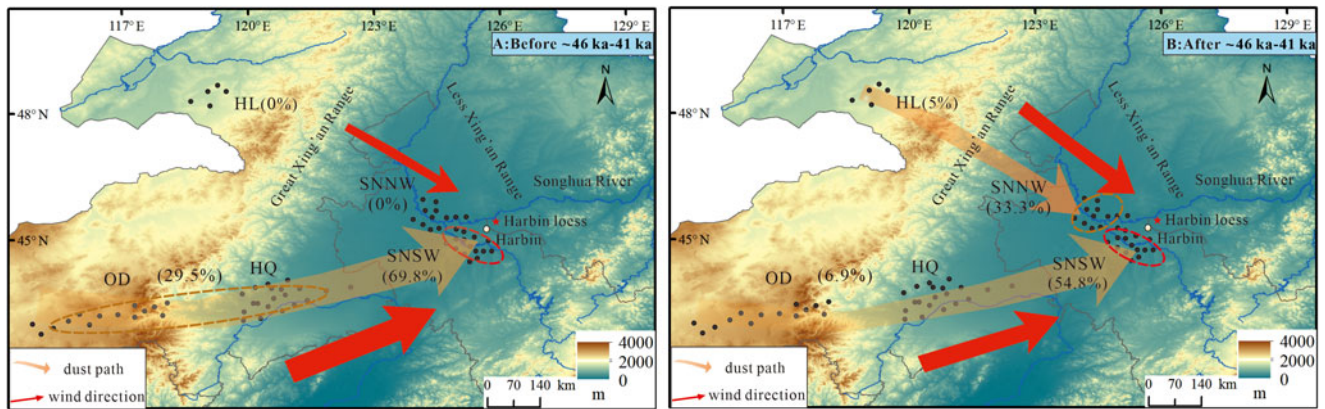 117° E
120° E
123° E
126° E
129° E
A:Before ~46 ka-41 ka
N
HL(0%)
48°N
Great Xing'an Range
Less Xing'an Range
SNNW
(0%)
Songhua River
Harbin loess
Harbin
45°N
OD
(29.5%)
HQ
SNSW
(69.8%)
dust path
wind direction
4000
2000
0
m
0 70 140 km
117° E
120° E
123° E
126° E
129° E
B:After ~46 ka-41 ka
N
HL(5%)
48°N
Great Xing'an Range
Less Xing'an Range
SNNW
(33.3%)
Songhua River
Harbin loess
Harbin
45°N
OD
(6.9%)
HQ
SNSW
(54.8%)
dust path
wind direction
4000
2000
0
m
0 70 140 km